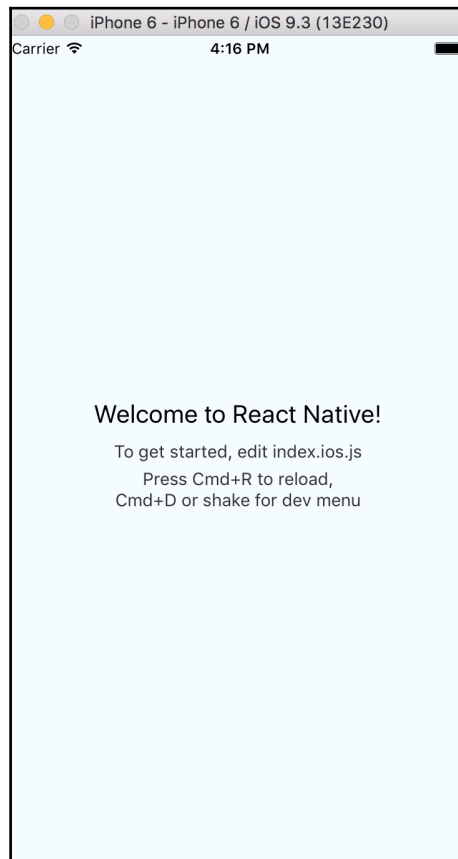 iPhone 6 - iPhone 6 / iOS 9.3 (13E230)
Carrier 4:16 PM
Welcome to React Native!
To get started, edit index.ios.js
Press Cmd+R to reload,
Cmd+D or shake for dev menu